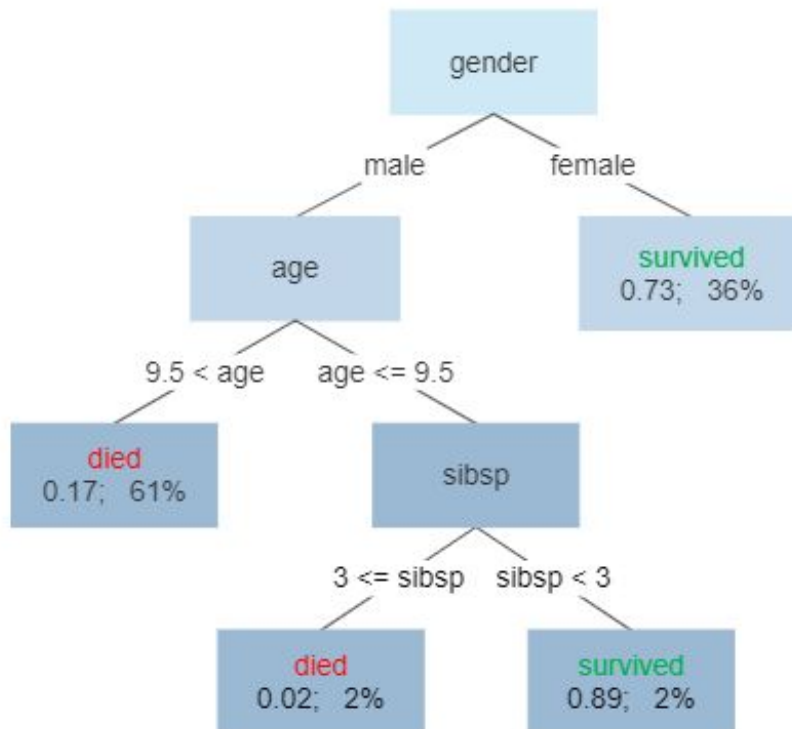 gender
male female
age
survived
0.73; 36%
9.5 < age age <= 9.5
died
0.17; 61%
sibsp
3 <= sibsp sibsp < 3
died
0.02; 2%
survived
0.89; 2%